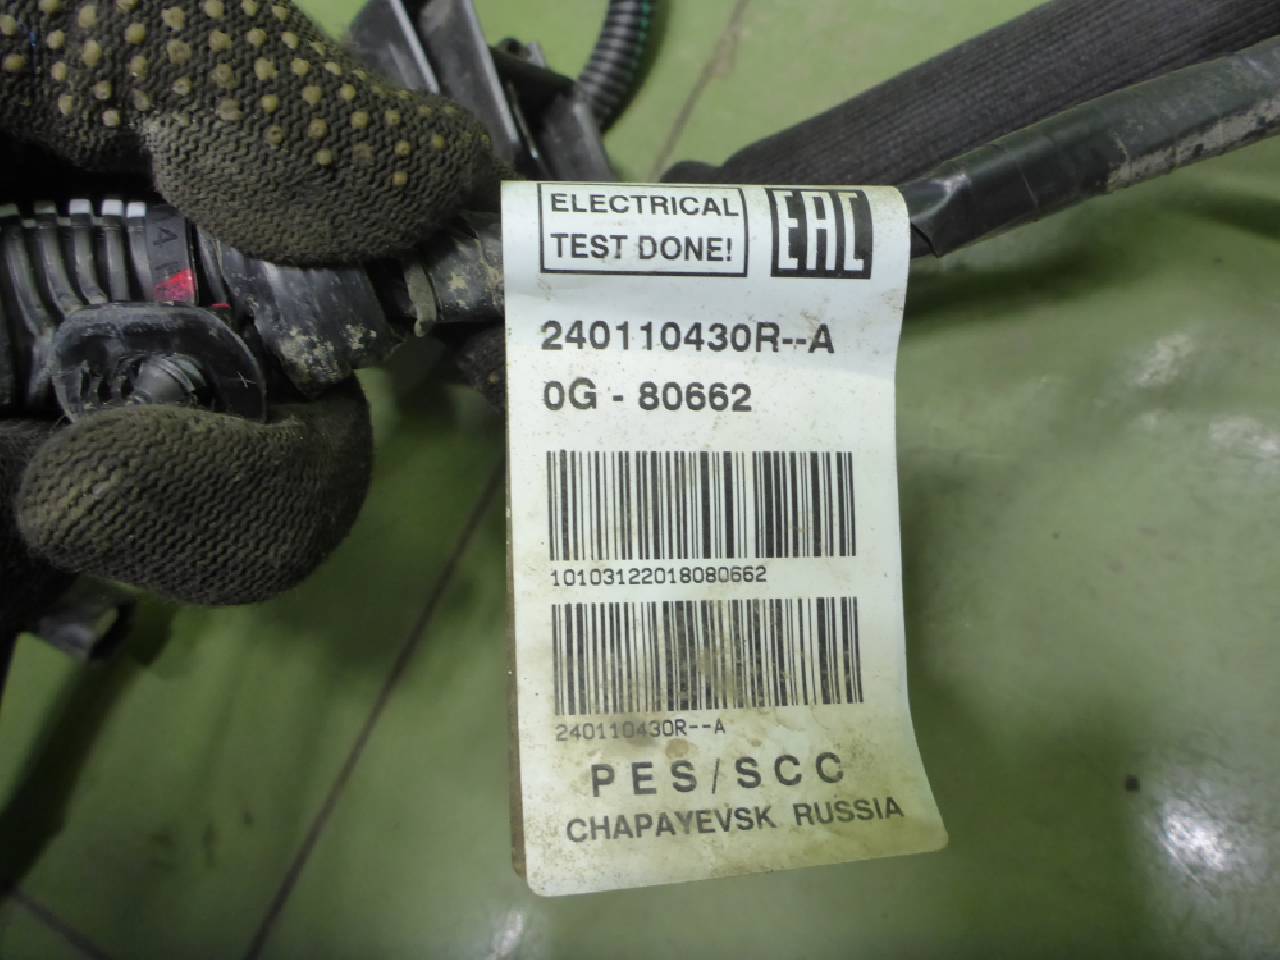 ELECTRICAL
TEST DONE!
EAC
240110430R--A
0G - 80662
10103122018080662
240110430R--A
PES/SCC
CHAPAYEVSK RUSSIA